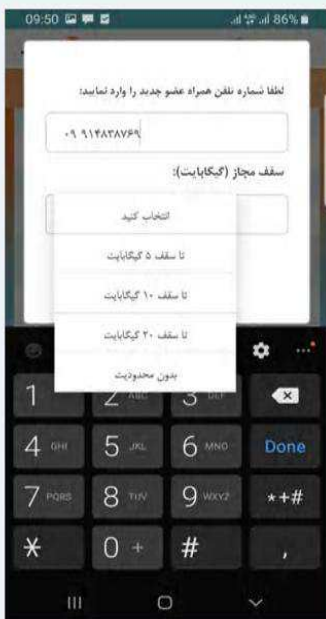 09:50 86%
لطفا شماره تلفن همراه عضو جدید را وارد نمایید:
۰۹ ۹۱۴۸۳۸۷۶۹
سقف مجاز (گیگابایت):
انتخاب کنید
تا سقف ۵ گیگابایت
تا سقف ۱۰ گیگابایت
تا سقف ۲۰ گیگابایت
بدون محدودیت
1 2 ABC 3 DEF
4 GHI 5 JKL 6 MNO Done
7 PQRS 8 TUV 9 WXYZ *+#
* 0 + # ,